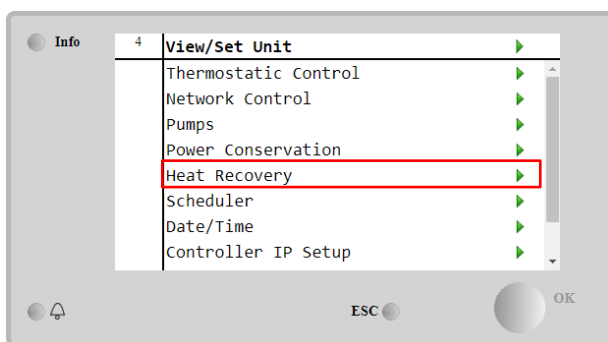 Info
4 View/Set Unit
Thermostatic Control
Network Control
Pumps
Power Conservation
Heat Recovery
Scheduler
Date/Time
Controller IP Setup
ESC
OK